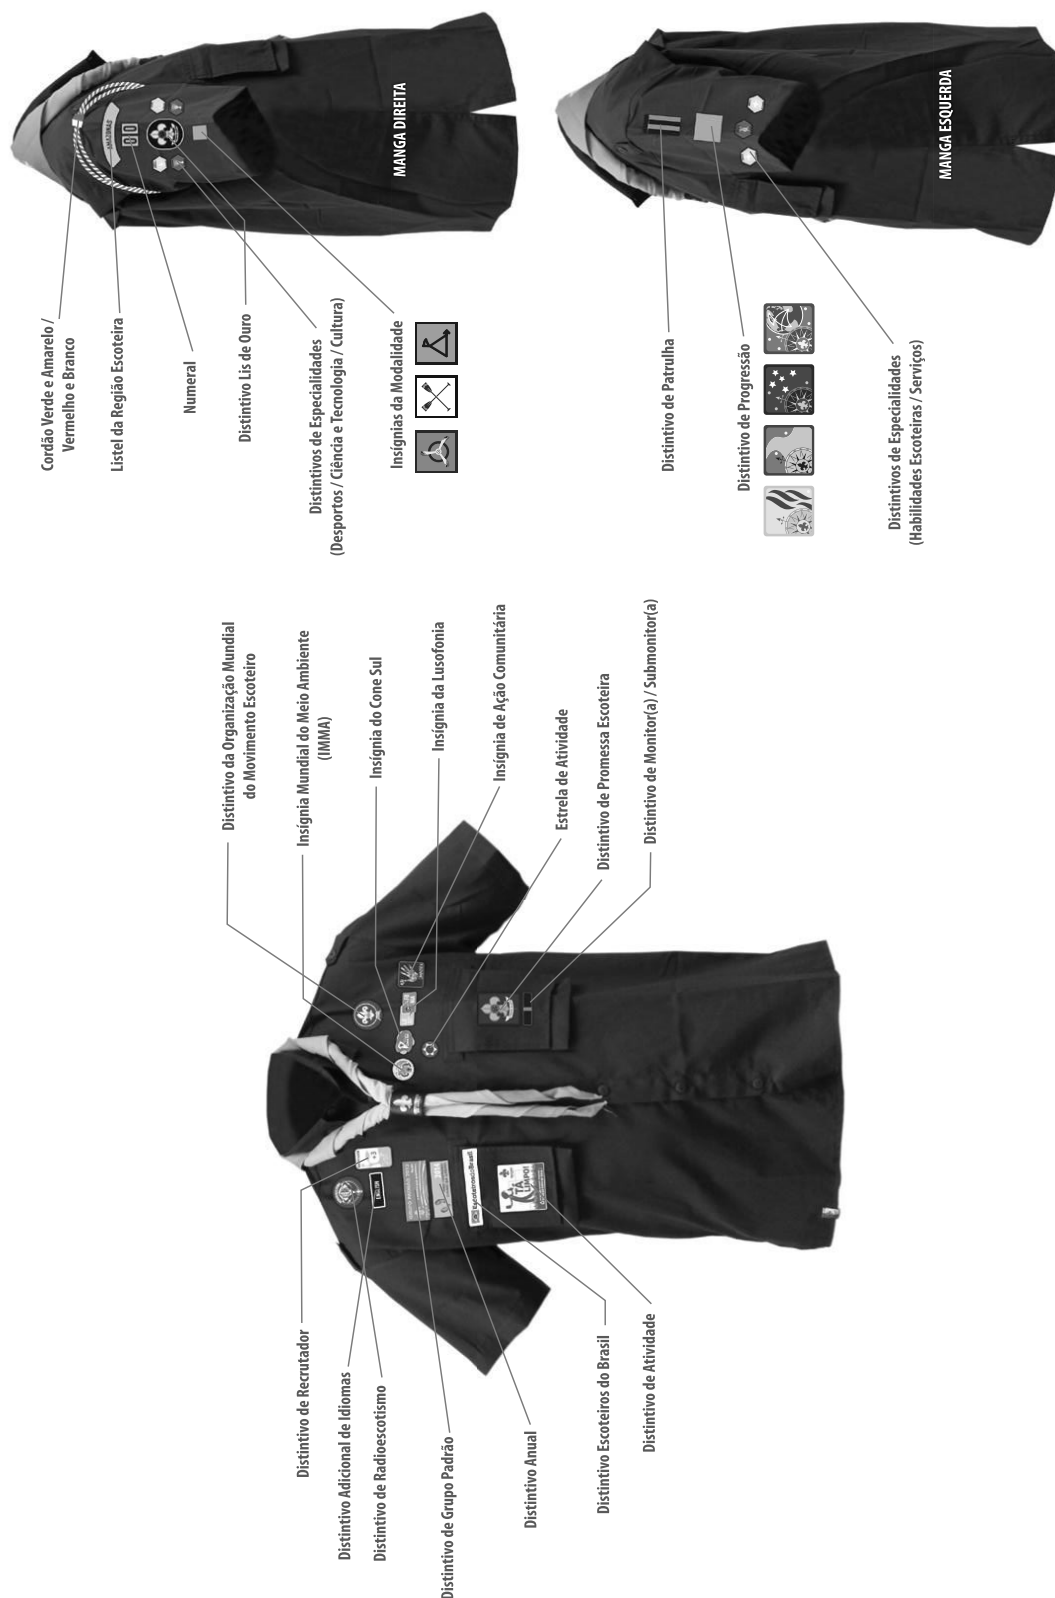 Distintivo de Recrutador
Distintivo Adicional de Idiomas
Distintivo de Radioescotismo
Distintivo de Grupo Padrão
Distintivo Anual
Distintivo Escoteiros do Brasil
Distintivo de Atividade
ENGLISH
EscoteirosdoBrasil
TÁ
LIMPO!
Distintivo da Organização Mundial
do Movimento Escoteiro
Insígnia Mundial do Meio Ambiente
(IMMA)
Insígnia do Cone Sul
Insígnia da Lusofonia
Insígnia de Ação Comunitária
Estrela de Atividade
Distintivo de Promessa Escoteira
Distintivo de Monitor(a) / Submonitor(a)
Cordão Verde e Amarelo /
Vermelho e Branco
Listel da Região Escoteira
Numeral
Distintivo Lis de Ouro
Distintivos de Especialidades
(Desportos / Ciência e Tecnologia / Cultura)
Insígnias da Modalidade
AMAZONAS
MANGA DIREITA
Distintivo de Patrulha
Distintivo de Progressão
Distintivos de Especialidades
(Habilidades Escoteiras / Serviços)
MANGA ESQUERDA